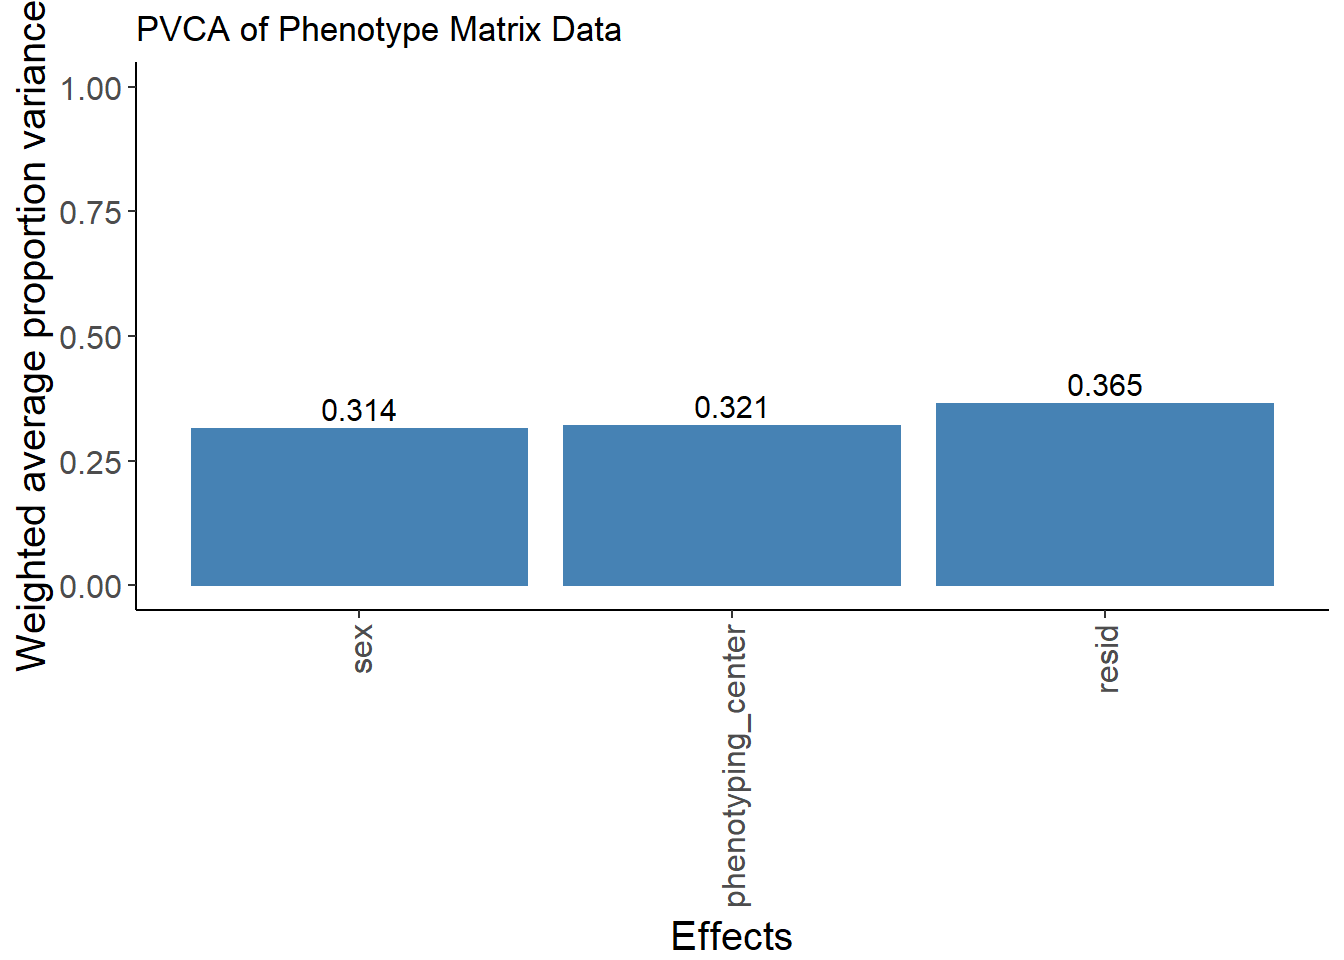 PVCA of Phenotype Matrix Data
Weighted average proportion variance
1.00
0.75
0.50
0.25
0.00
0.314
0.321
0.365
sex
phenotyping_center
resid
Effects